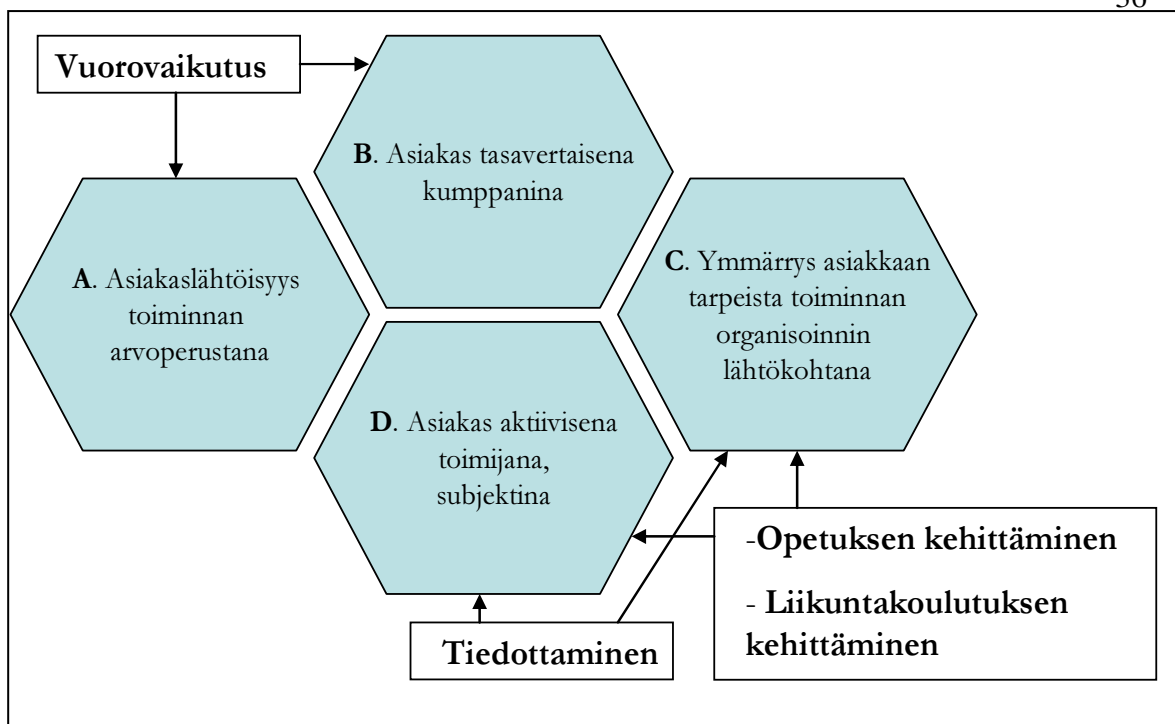 Vuorovaikutus
B. Asiakas tasavertaisena
kumppanina
A. Asiakaslähtöisyys
toiminnan
arvoperustana
C. Ymmärrys asiakkaan
tarpeista toiminnan
organisoinnin
lähtökohtana
D. Asiakas aktiivisena
toimijana,
subjektina
-Opetuksen kehittäminen
- Liikuntakoulutuksen
kehittäminen
Tiedottaminen